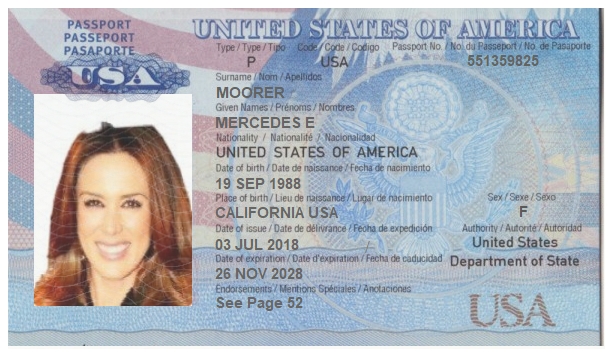 PASSPORT
PASSEPORT
PASAPORTE
USA
UNITED STATES OF AMERICA
Type / Type / Tipo Code / Code / Codigo Passport No. / No. du Passeport / No. de Pasaporte
P USA 551359825
Surname / Nom / Apellidos
MOORER
Given Names / Prénoms / Nombres
MERCEDES E
Nationality / Nationalité / Nacionalidad
UNITED STATES OF AMERICA
Date of birth / Date de naissance / Fecha de nacimiento
19 SEP 1988
Place of birth / Lieu de naissance / Lugar de nacimiento Sex / Sexe / Sexo
CALIFORNIA USA F
Date of issue / Date de délivrance / Fecha de expedición Authority / Autorité / Autoridad
03 JUL 2018 United States
Date of expiration / Date d'expiration / Fecha de caducidad Department of State
26 NOV 2028
Endorsements / Mentions Spéciales / Anotaciones
See Page 52
USA